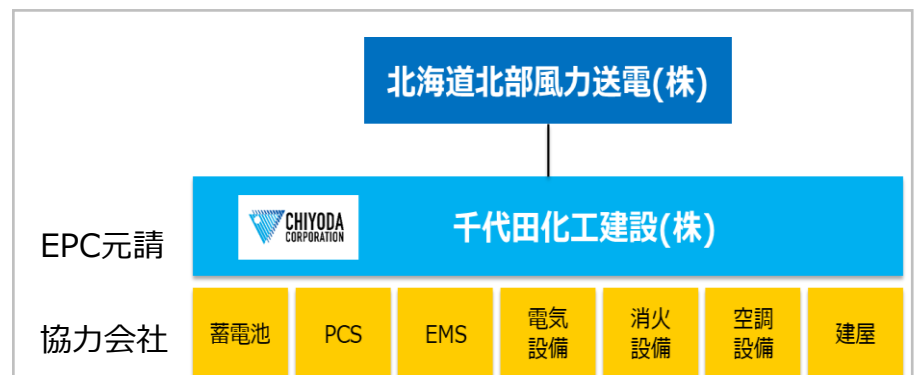 北海道北部風力送電(株)
CHIYODA
CORPORATION
千代田化工建設(株)
EPC元請
協力会社
蓄電池
PCS
EMS
電気
設備
消火
設備
空調
設備
建屋